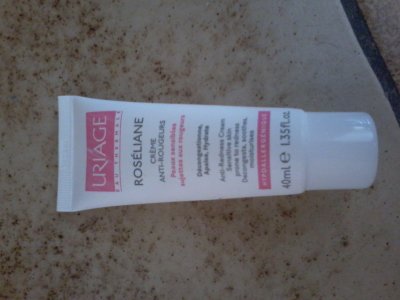 URIAGE
EAU THERMALE
ROSÉLIANE
CRÈME
ANTI-ROUGEURS
Peaux sensibles
sujettes aux rougeurs
Décongestionne,
Apaise, Hydrate
Anti-Redness Cream
Sensitive skin
prone to redness
Decongests, soothes,
moisturizes
HYPOALLERGÉNIQUE
40ml e 1.35fl.oz